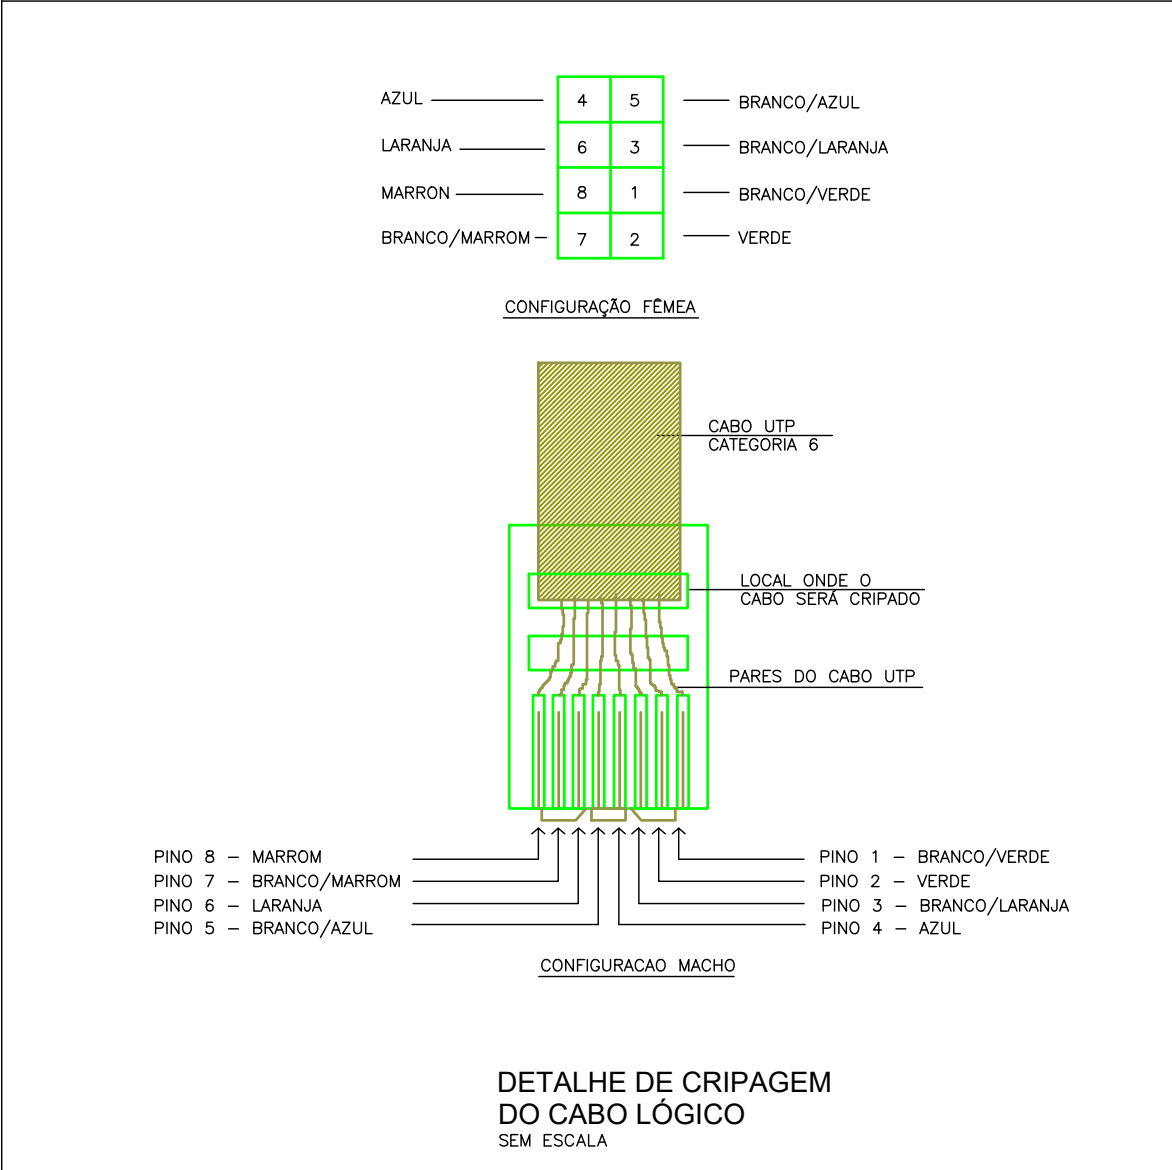 AZUL 4 5 BRANCO/AZUL
LARANJA 6 3 BRANCO/LARANJA
MARRON 8 1 BRANCO/VERDE
BRANCO/MARROM 7 2 VERDE
CONFIGURAÇÃO FÊMEA
CABO UTP
CATEGORIA 6
LOCAL ONDE O
CABO SERÁ CRIPADO
PARES DO CABO UTP
PINO 8 - MARROM
PINO 7 - BRANCO/MARROM
PINO 6 - LARANJA
PINO 5 - BRANCO/AZUL
PINO 1 - BRANCO/VERDE
PINO 2 - VERDE
PINO 3 - BRANCO/LARANJA
PINO 4 - AZUL
CONFIGURACAO MACHO
DETALHE DE CRIPAGEM
DO CABO LÓGICO
SEM ESCALA